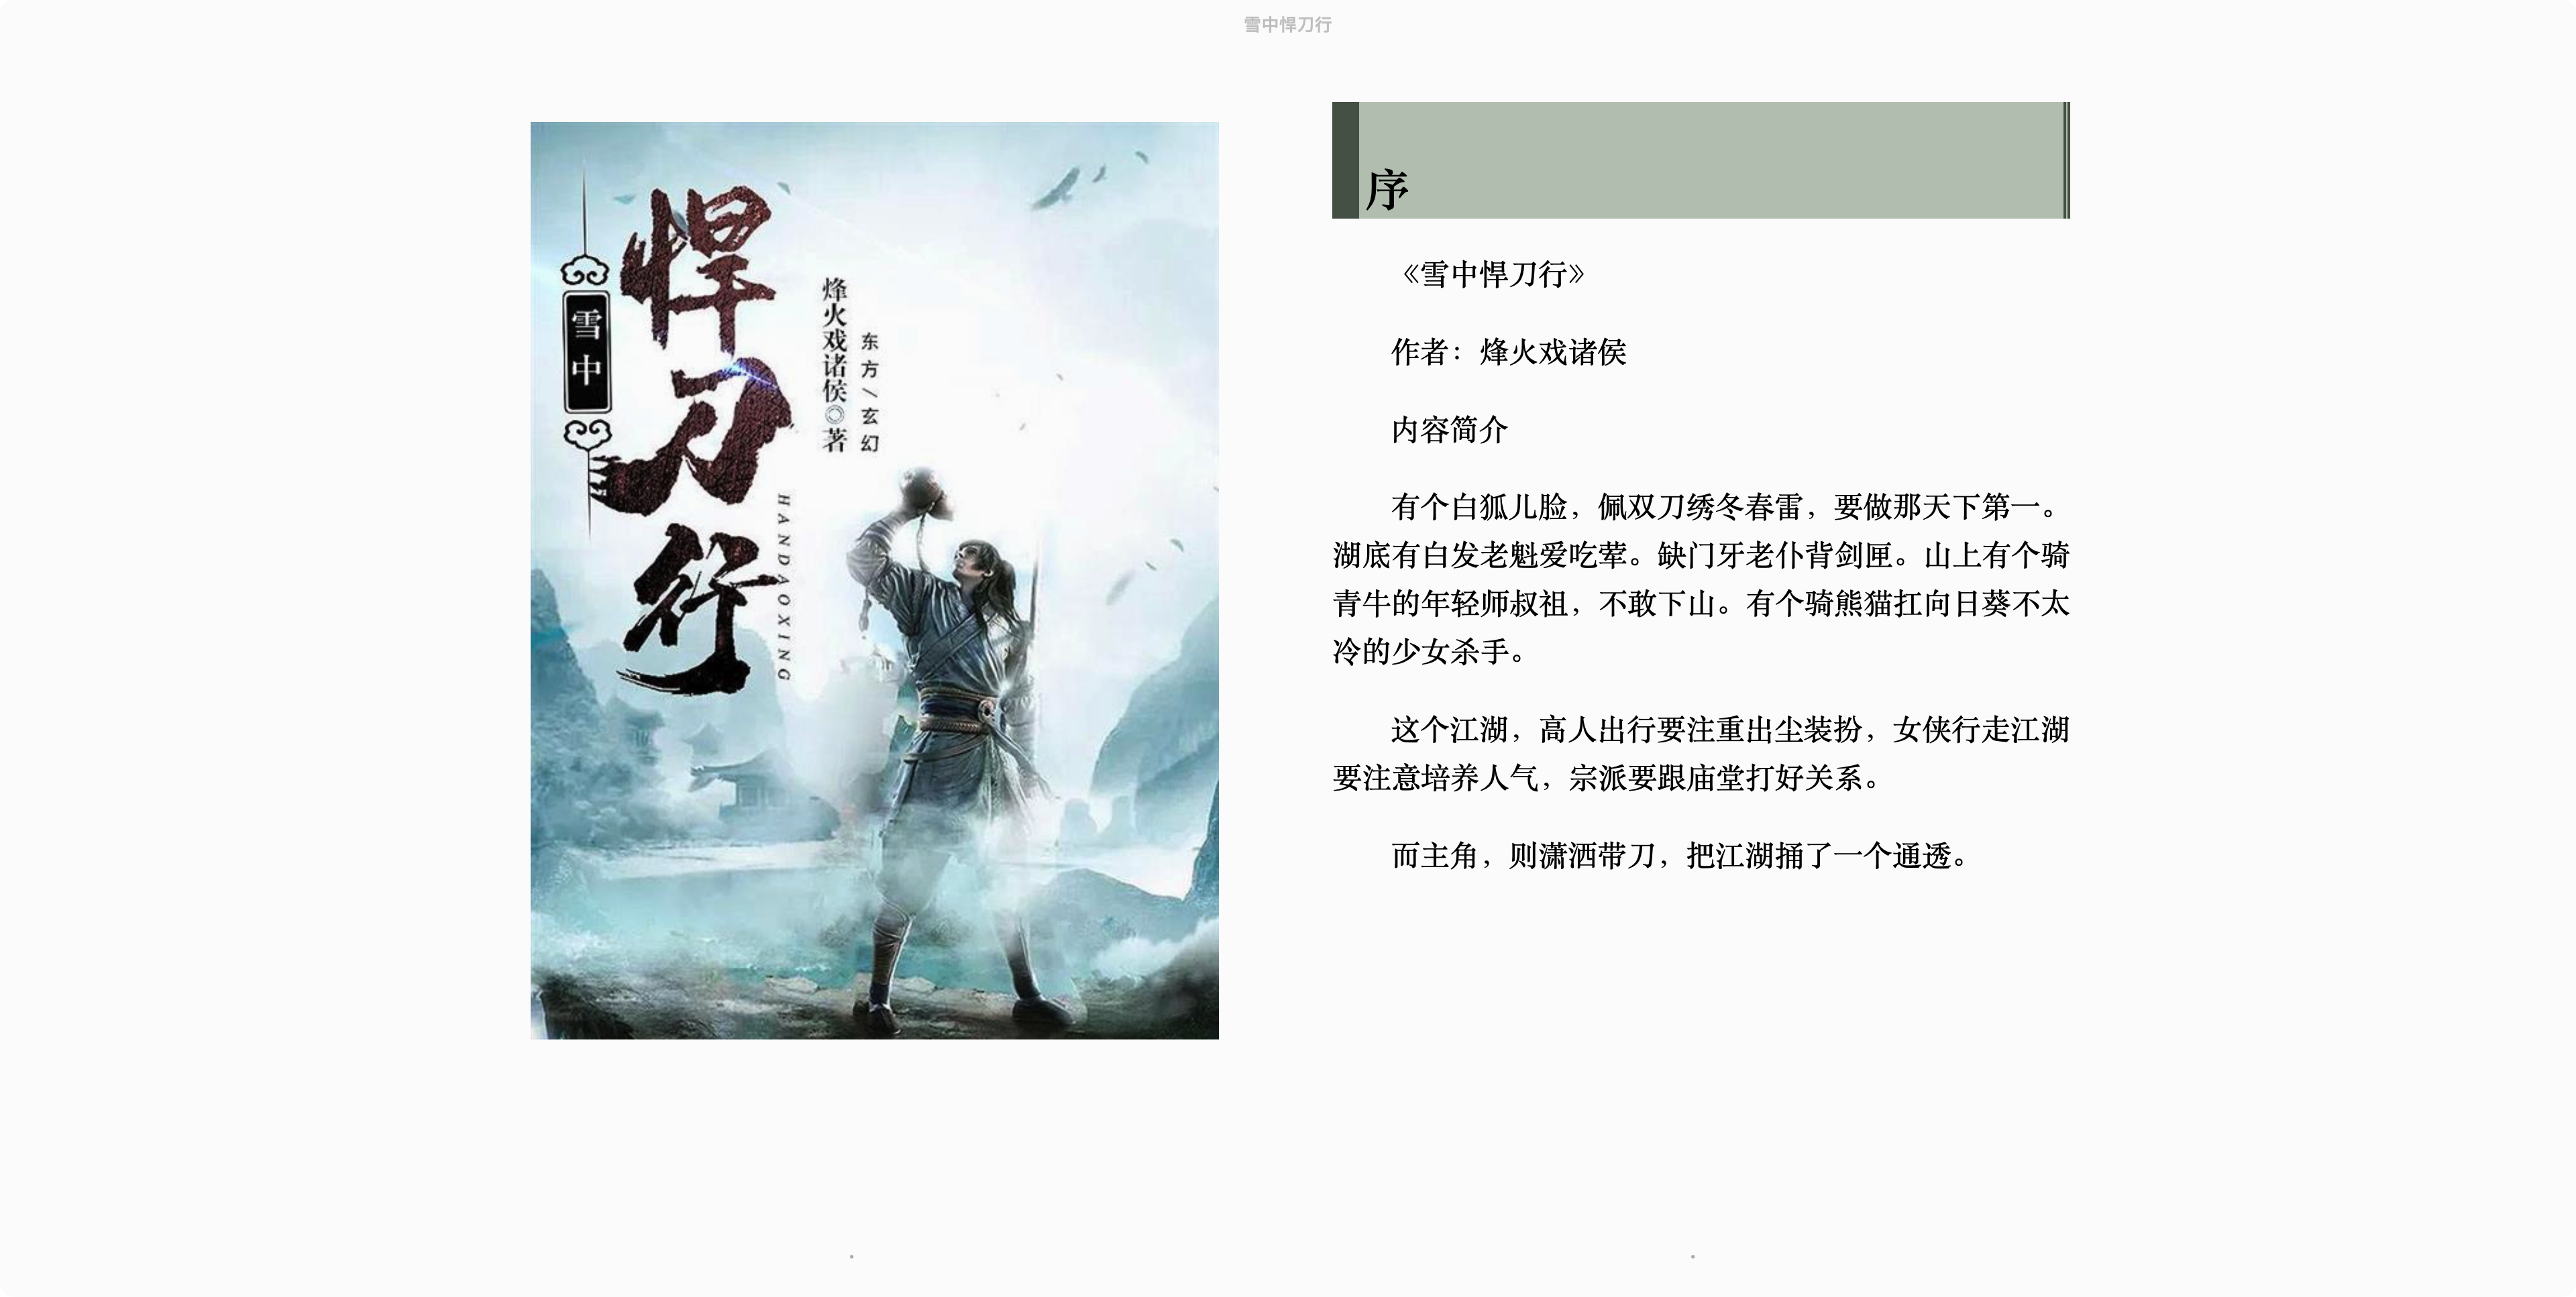 雪中悍刀行
雪中
悍刀行
HANDAOXING
烽火戏诸侯◎著
东方/玄幻
序
《雪中悍刀行》
作者：烽火戏诸侯
内容简介
有个白狐儿脸，佩双刀绣冬春雷，要做那天下第一。
湖底有白发老魁爱吃荤。缺门牙老仆背剑匣。山上有个骑
青牛的年轻师叔祖，不敢下山。有个骑熊猫扛向日葵不太
冷的少女杀手。
这个江湖，高人出行要注重出尘装扮，女侠行走江湖
要注意培养人气，宗派要跟庙堂打好关系。
而主角，则潇洒带刀，把江湖捅了一个通透。